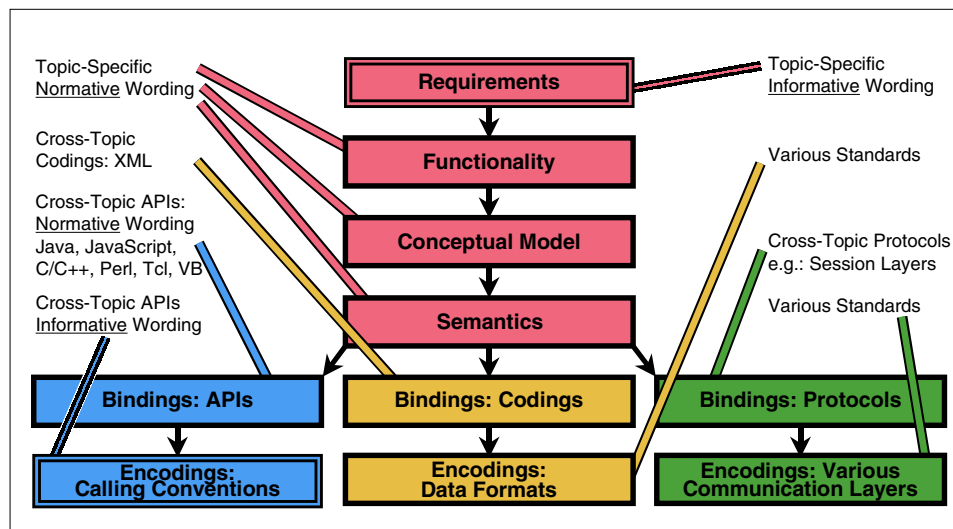 Topic-Specific
Normative Wording
Requirements
Topic-Specific
Informative Wording
Cross-Topic
Codings: XML
Functionality
Various Standards
Cross-Topic APIs:
Normative Wording
Java, JavaScript,
C/C++, Perl, Tcl, VB
Conceptual Model
Cross-Topic Protocols
e.g.: Session Layers
Cross-Topic APIs
Informative Wording
Semantics
Various Standards
Bindings: APIs
Bindings: Codings
Bindings: Protocols
Encodings:
Calling Conventions
Encodings:
Data Formats
Encodings: Various
Communication Layers